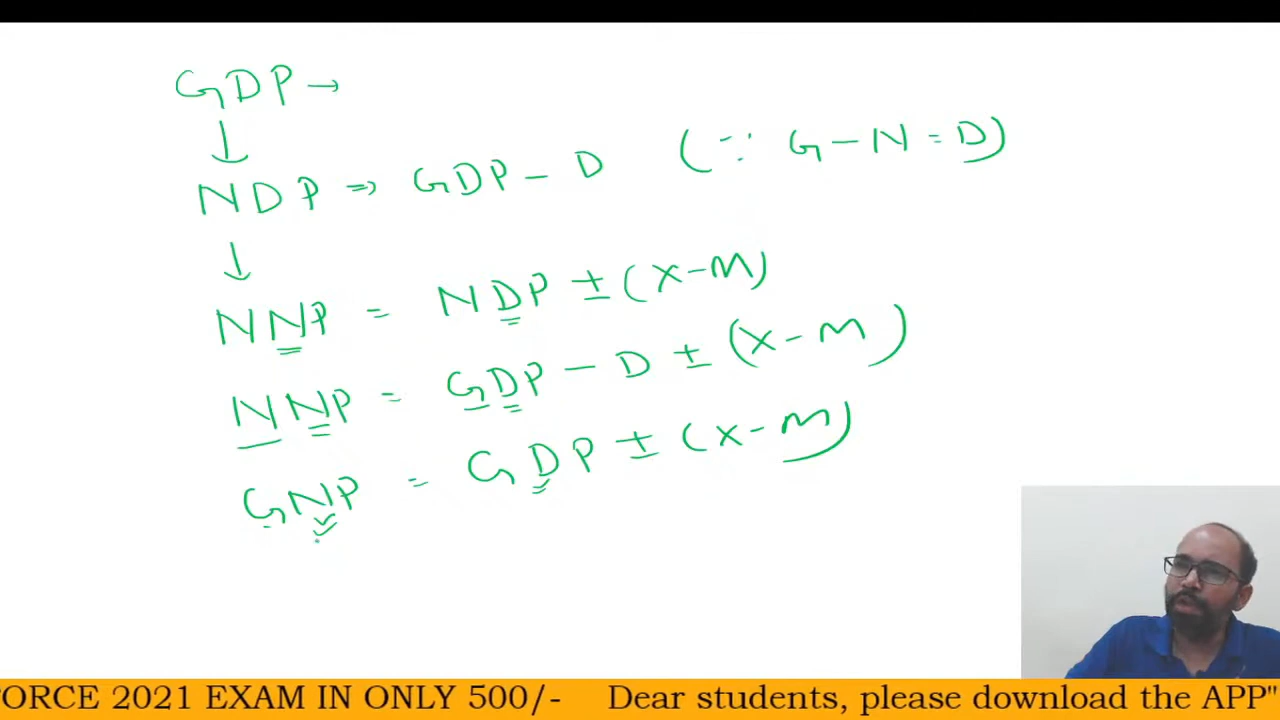 GDP →
↓
NDP ⇒ GDP - D (∵ G - N = D)
↓
NNP = NDP ± (X-M)
NNP = GDP - D ± (X - M)
GNP = GDP ± (X-M)
FORCE 2021 EXAM IN ONLY 500/- Dear students, please download the APP"